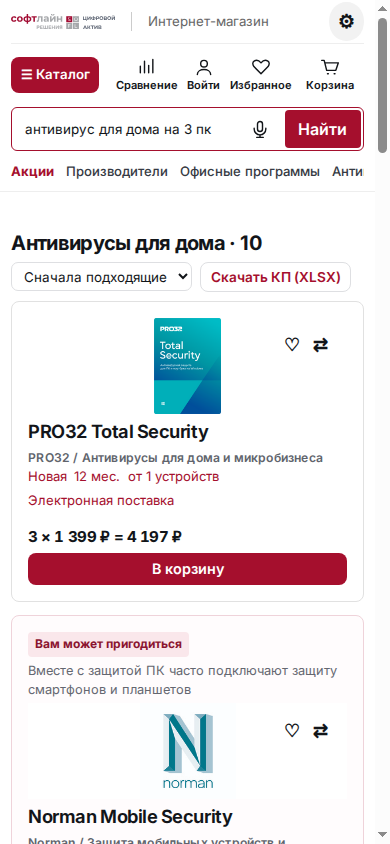 софтлайн РЕШЕНИЯ ЦИФРОВОЙ АКТИВ
Интернет-магазин
☰ Каталог
Сравнение
Войти
Избранное
Корзина
антивирус для дома на 3 пк
Найти
Акции
Производители
Офисные программы
Анти
Антивирусы для дома · 10
Сначала подходящие
Скачать КП (XLSX)
PRO32
Total
Security
PRO32 Total Security
PRO32 / Антивирусы для дома и микробизнеса
Новая 12 мес. от 1 устройств
Электронная поставка
3 × 1 399 ₽ = 4 197 ₽
В корзину
Вам может пригодиться
Вместе с защитой ПК часто подключают защиту
смартфонов и планшетов
norman
Norman Mobile Security
Norman / Защита мобильных устройств и